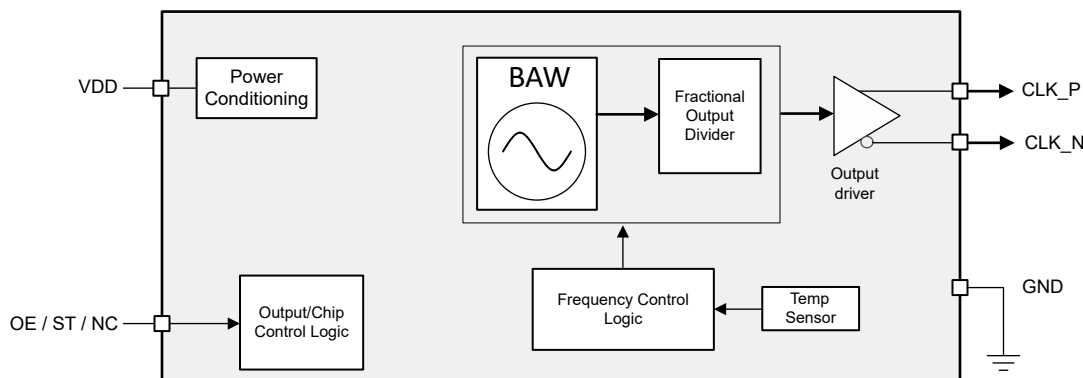 VDD
Power
Conditioning
BAW
Fractional
Output
Divider
Output
driver
CLK_P
CLK_N
OE / ST / NC
Output/Chip
Control Logic
Frequency Control
Logic
Temp
Sensor
GND